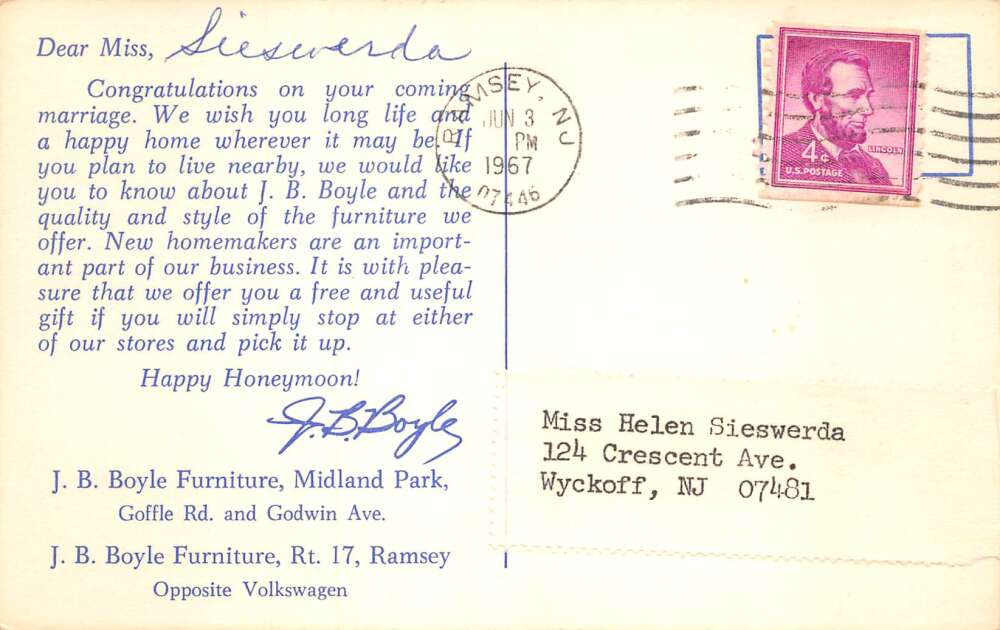 Dear Miss, Sieswerda
Congratulations on your coming
marriage. We wish you long life and
a happy home wherever it may be. If
you plan to live nearby, we would like
you to know about J. B. Boyle and the
quality and style of the furniture we
offer. New homemakers are an import-
ant part of our business. It is with plea-
sure that we offer you a free and useful
gift if you will simply stop at either
of our stores and pick it up.
Happy Honeymoon!
J. B. Boyle
J. B. Boyle Furniture, Midland Park,
Goffle Rd. and Godwin Ave.
J. B. Boyle Furniture, Rt. 17, Ramsey
Opposite Volkswagen
RAMSEY, NJ
JUN 3
PM
1967
07446
4¢
LINCOLN
U.S. POSTAGE
Miss Helen Sieswerda
124 Crescent Ave.
Wyckoff, NJ 07481